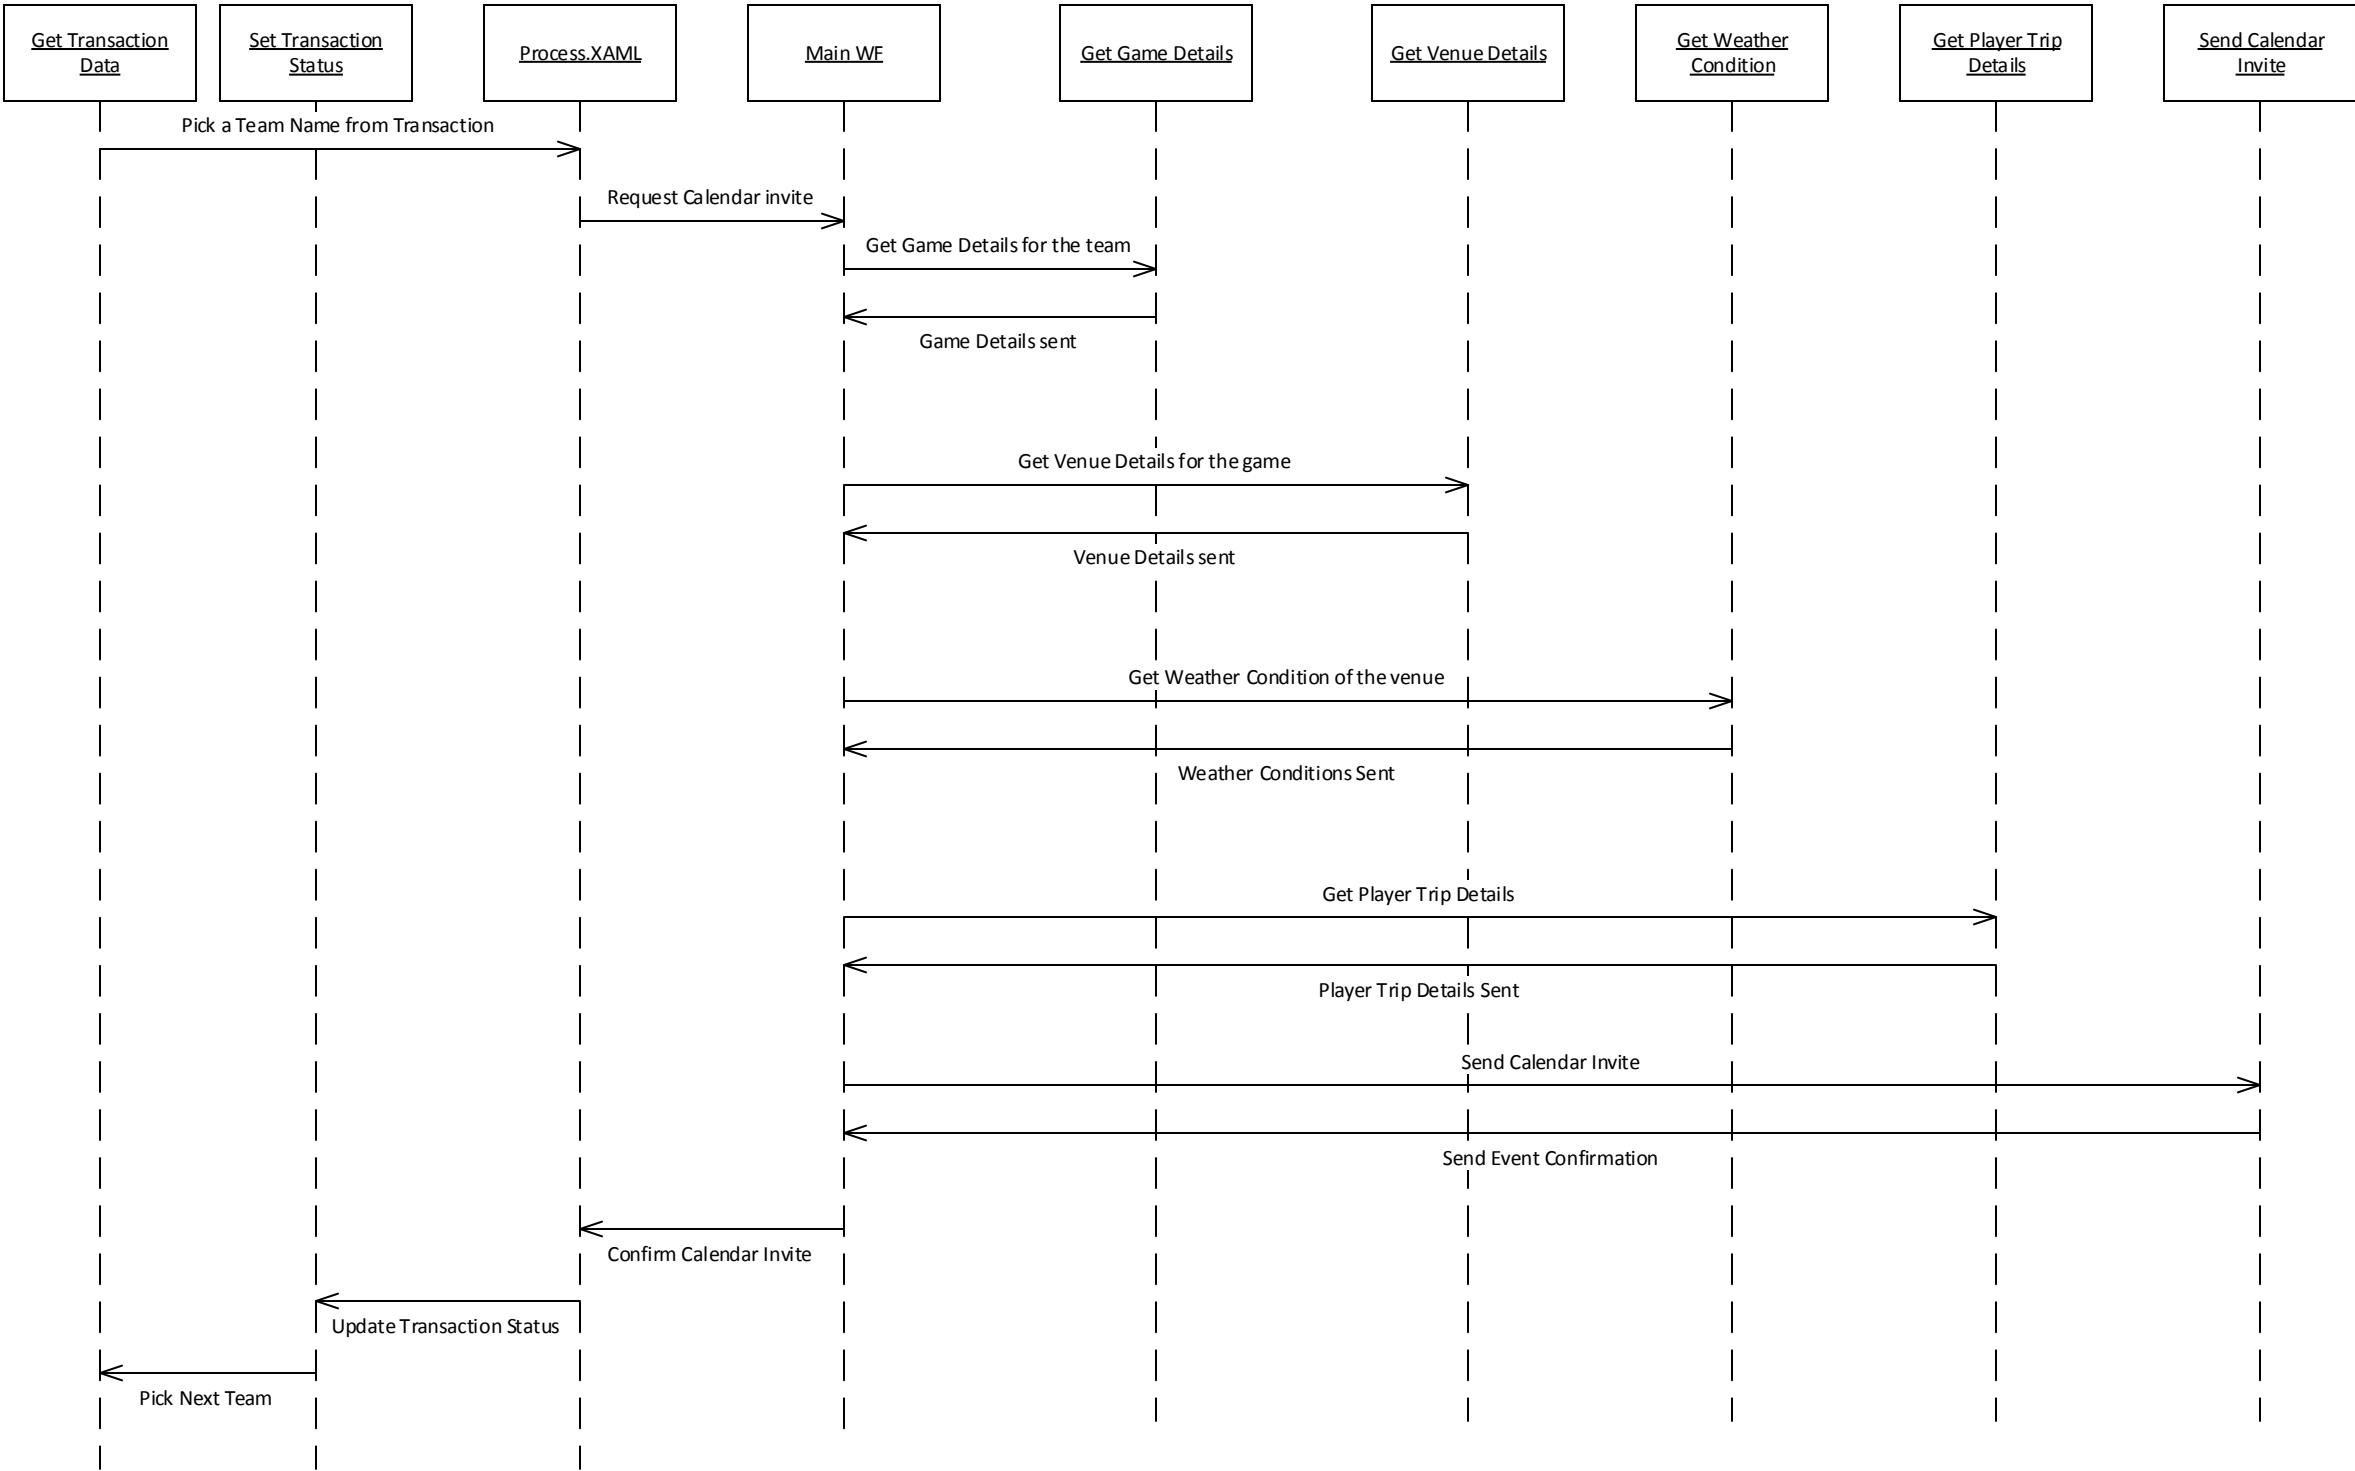 Get Transaction
Data
Set Transaction
Status
Process.XAML
Main WF
Get Game Details
Get Venue Details
Get Weather
Condition
Get Player Trip
Details
Send Calendar
Invite
Pick a Team Name from Transaction
Request Calendar invite
Get Game Details for the team
Game Details sent
Get Venue Details for the game
Venue Details sent
Get Weather Condition of the venue
Weather Conditions Sent
Get Player Trip Details
Player Trip Details Sent
Send Calendar Invite
Send Event Confirmation
Confirm Calendar Invite
Update Transaction Status
Pick Next Team